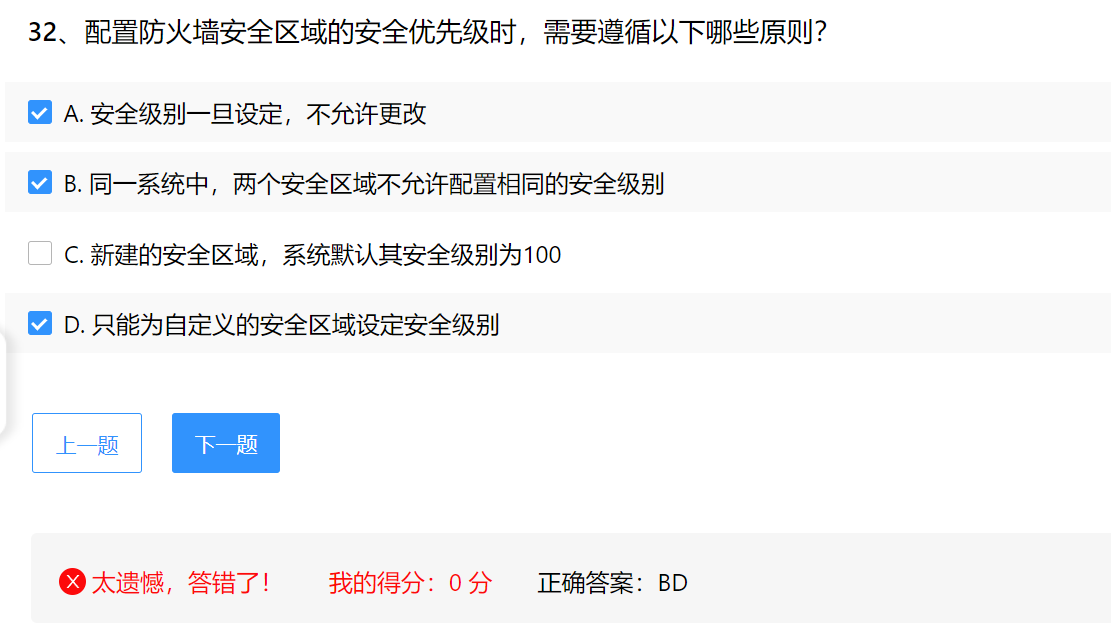 32、配置防火墙安全区域的安全优先级时，需要遵循以下哪些原则？
A. 安全级别一旦设定，不允许更改
B. 同一系统中，两个安全区域不允许配置相同的安全级别
C. 新建的安全区域，系统默认其安全级别为100
D. 只能为自定义的安全区域设定安全级别
上一题 下一题
太遗憾，答错了！ 我的得分：0 分 正确答案：BD